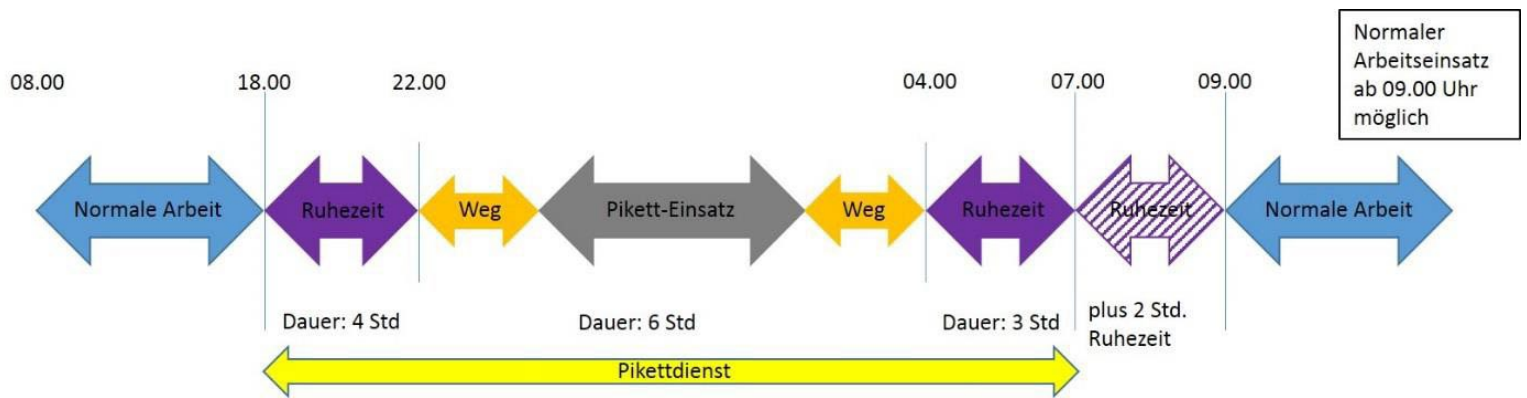 Normaler
Arbeitseinsatz
ab 09.00 Uhr
möglich
08.00 18.00 22.00 04.00 07.00 09.00
Normale Arbeit Ruhezeit Weg Pikett-Einsatz Weg Ruhezeit Ruhezeit Normale Arbeit
Dauer: 4 Std Dauer: 6 Std Dauer: 3 Std plus 2 Std.
Ruhezeit
Pikettdienst